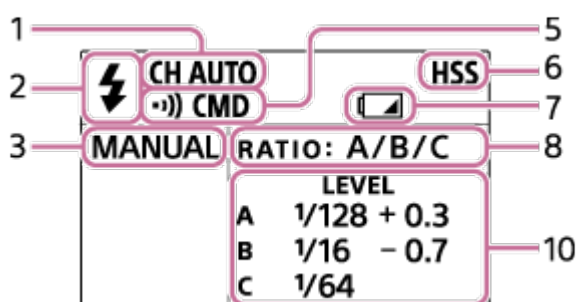 1
5
CH AUTO
HSS
6
2
CMD
7
3
MANUAL
RATIO: A/B/C
8
LEVEL
A 1/128 + 0.3
B 1/16 − 0.7
10
C 1/64